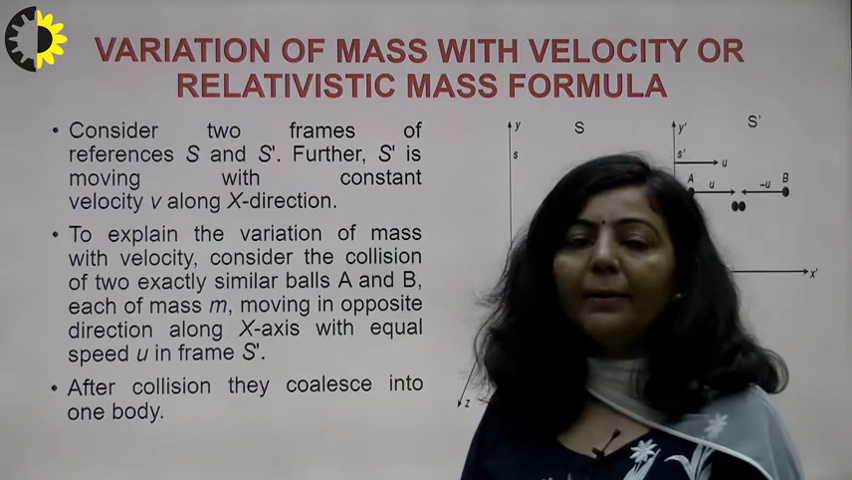 VARIATION OF MASS WITH VELOCITY OR
RELATIVISTIC MASS FORMULA
• Consider two frames of
references S and S'. Further, S' is
moving with constant
velocity v along X-direction.
• To explain the variation of mass
with velocity, consider the collision
of two exactly similar balls A and B,
each of mass m, moving in opposite
direction along X-axis with equal
speed u in frame S'.
• After collision they coalesce into
one body.
y
S
s
z
y'
S'
s'
u
A
u
–u
B
x'